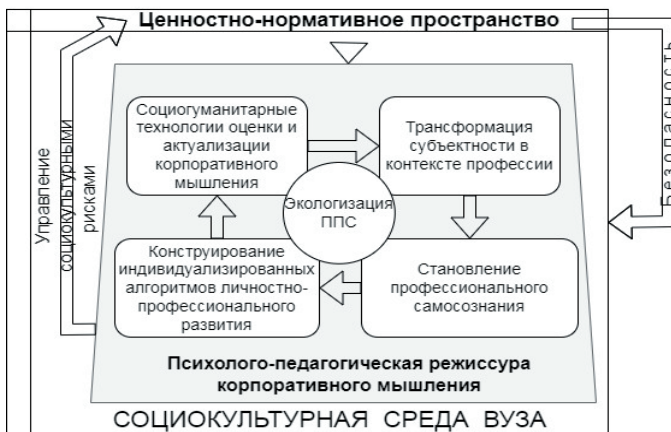 Ценностно-нормативное пространство
Управление
социокультурными
рисками
Безопасность
Социогуманитарные
технологии оценки и
актуализации
корпоративного
мышления
Трансформация
субъектности в
контексте профессии
Экологизация
ППС
Конструирование
индивидуализированных
алгоритмов личностно-
профессионального
развития
Становление
профессионального
самосознания
Психолого-педагогическая режиссура
корпоративного мышления
СОЦИОКУЛЬТУРНАЯ СРЕДА ВУЗА